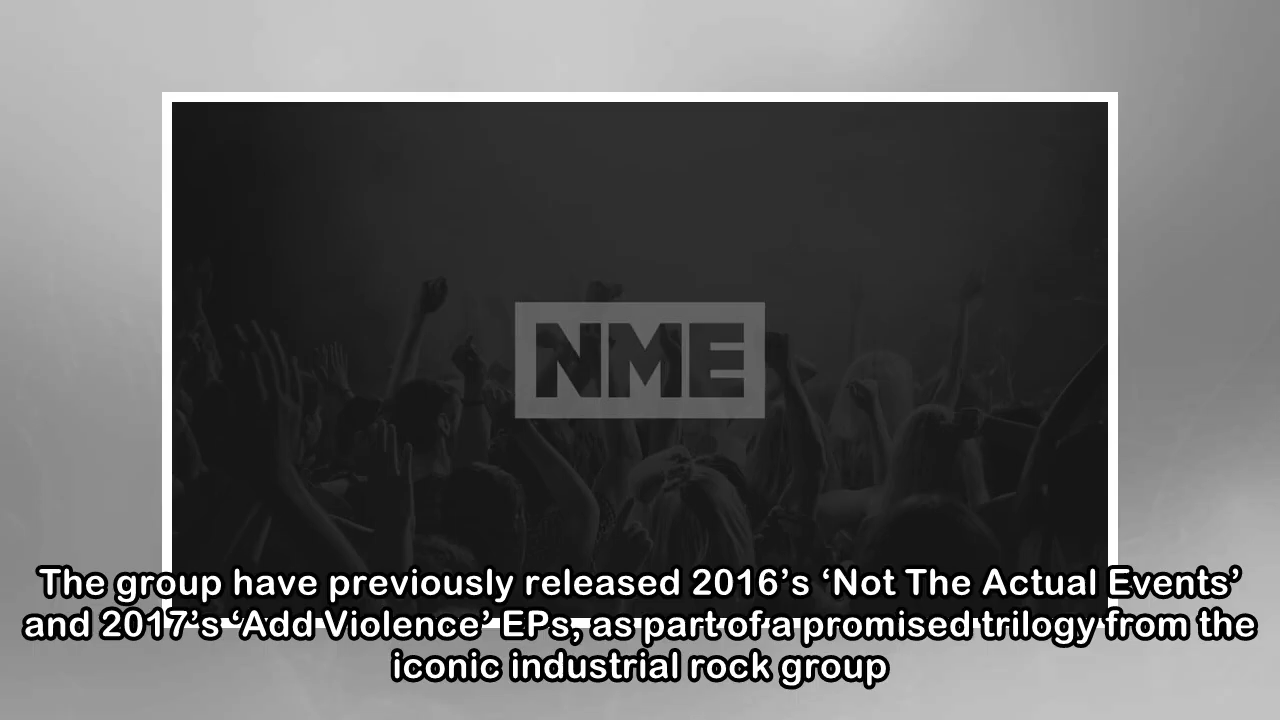 NME
The group have previously released 2016’s ‘Not The Actual Events’
and 2017’s ‘Add Violence’ EPs, as part of a promised trilogy from the
iconic industrial rock group